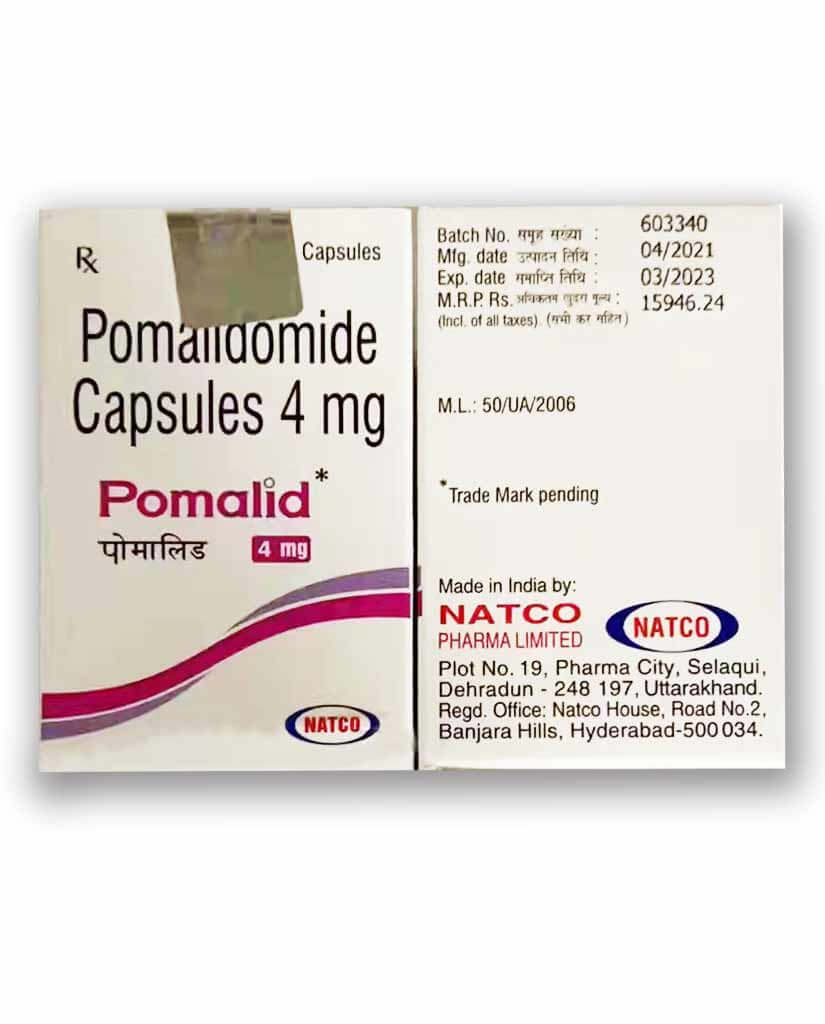 Rx
Capsules
Pomalidomide
Capsules 4 mg
Pomalid*
पोमालिड
4 mg
NATCO
Batch No. समूह संख्या : 603340
Mfg. date उत्पादन तिथि : 04/2021
Exp. date समाप्ति तिथि : 03/2023
M.R.P. Rs. अधिकतम खुदरा मूल्य : 15946.24
(Incl. of all taxes). (सभी कर सहित)
M.L.: 50/UA/2006
*Trade Mark pending
Made in India by:
NATCO
PHARMA LIMITED
NATCO
Plot No. 19, Pharma City, Selaqui,
Dehradun - 248 197, Uttarakhand.
Regd. Office: Natco House, Road No.2,
Banjara Hills, Hyderabad-500 034.